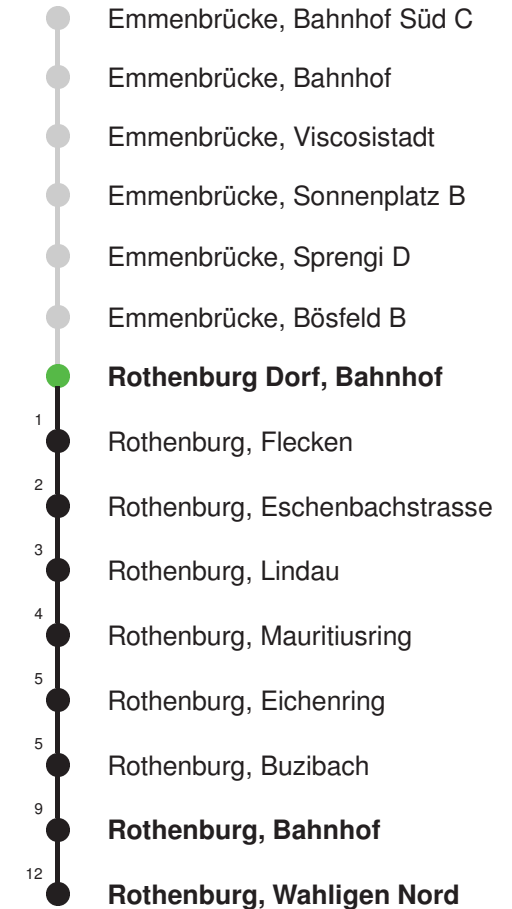 Emmenbrücke, Bahnhof Süd C
Emmenbrücke, Bahnhof
Emmenbrücke, Viscosistadt
Emmenbrücke, Sonnenplatz B
Emmenbrücke, Sprengi D
Emmenbrücke, Bösfeld B
Rothenburg Dorf, Bahnhof
1 Rothenburg, Flecken
2 Rothenburg, Eschenbachstrasse
3 Rothenburg, Lindau
4 Rothenburg, Mauritiusring
5 Rothenburg, Eichenring
5 Rothenburg, Buzibach
9 Rothenburg, Bahnhof
12 Rothenburg, Wahligen Nord